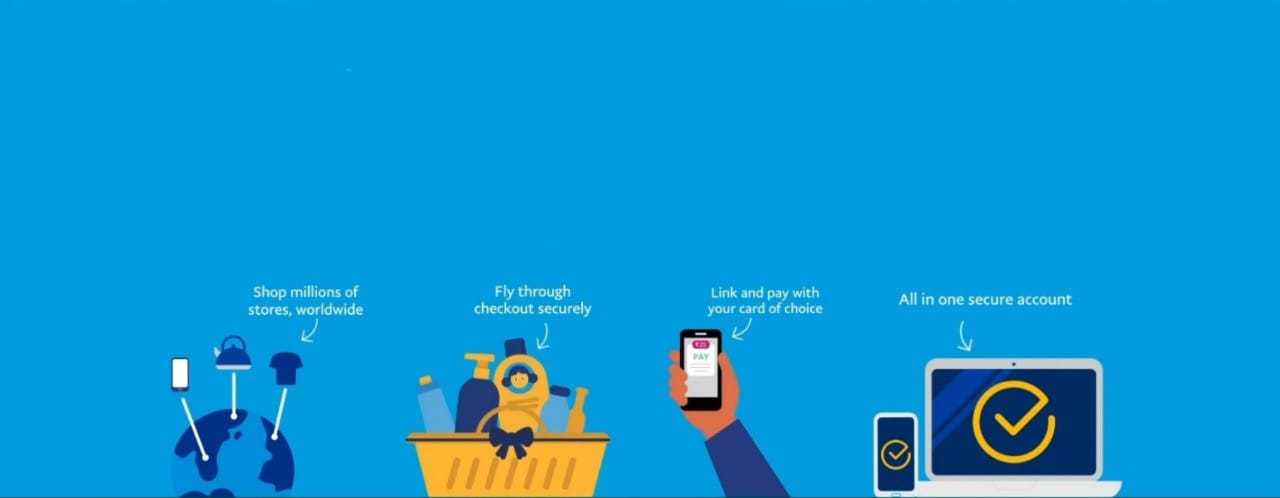 Shop millions of
stores, worldwide
Fly through
checkout securely
Link and pay with
your card of choice
All in one secure account
€25
PAY